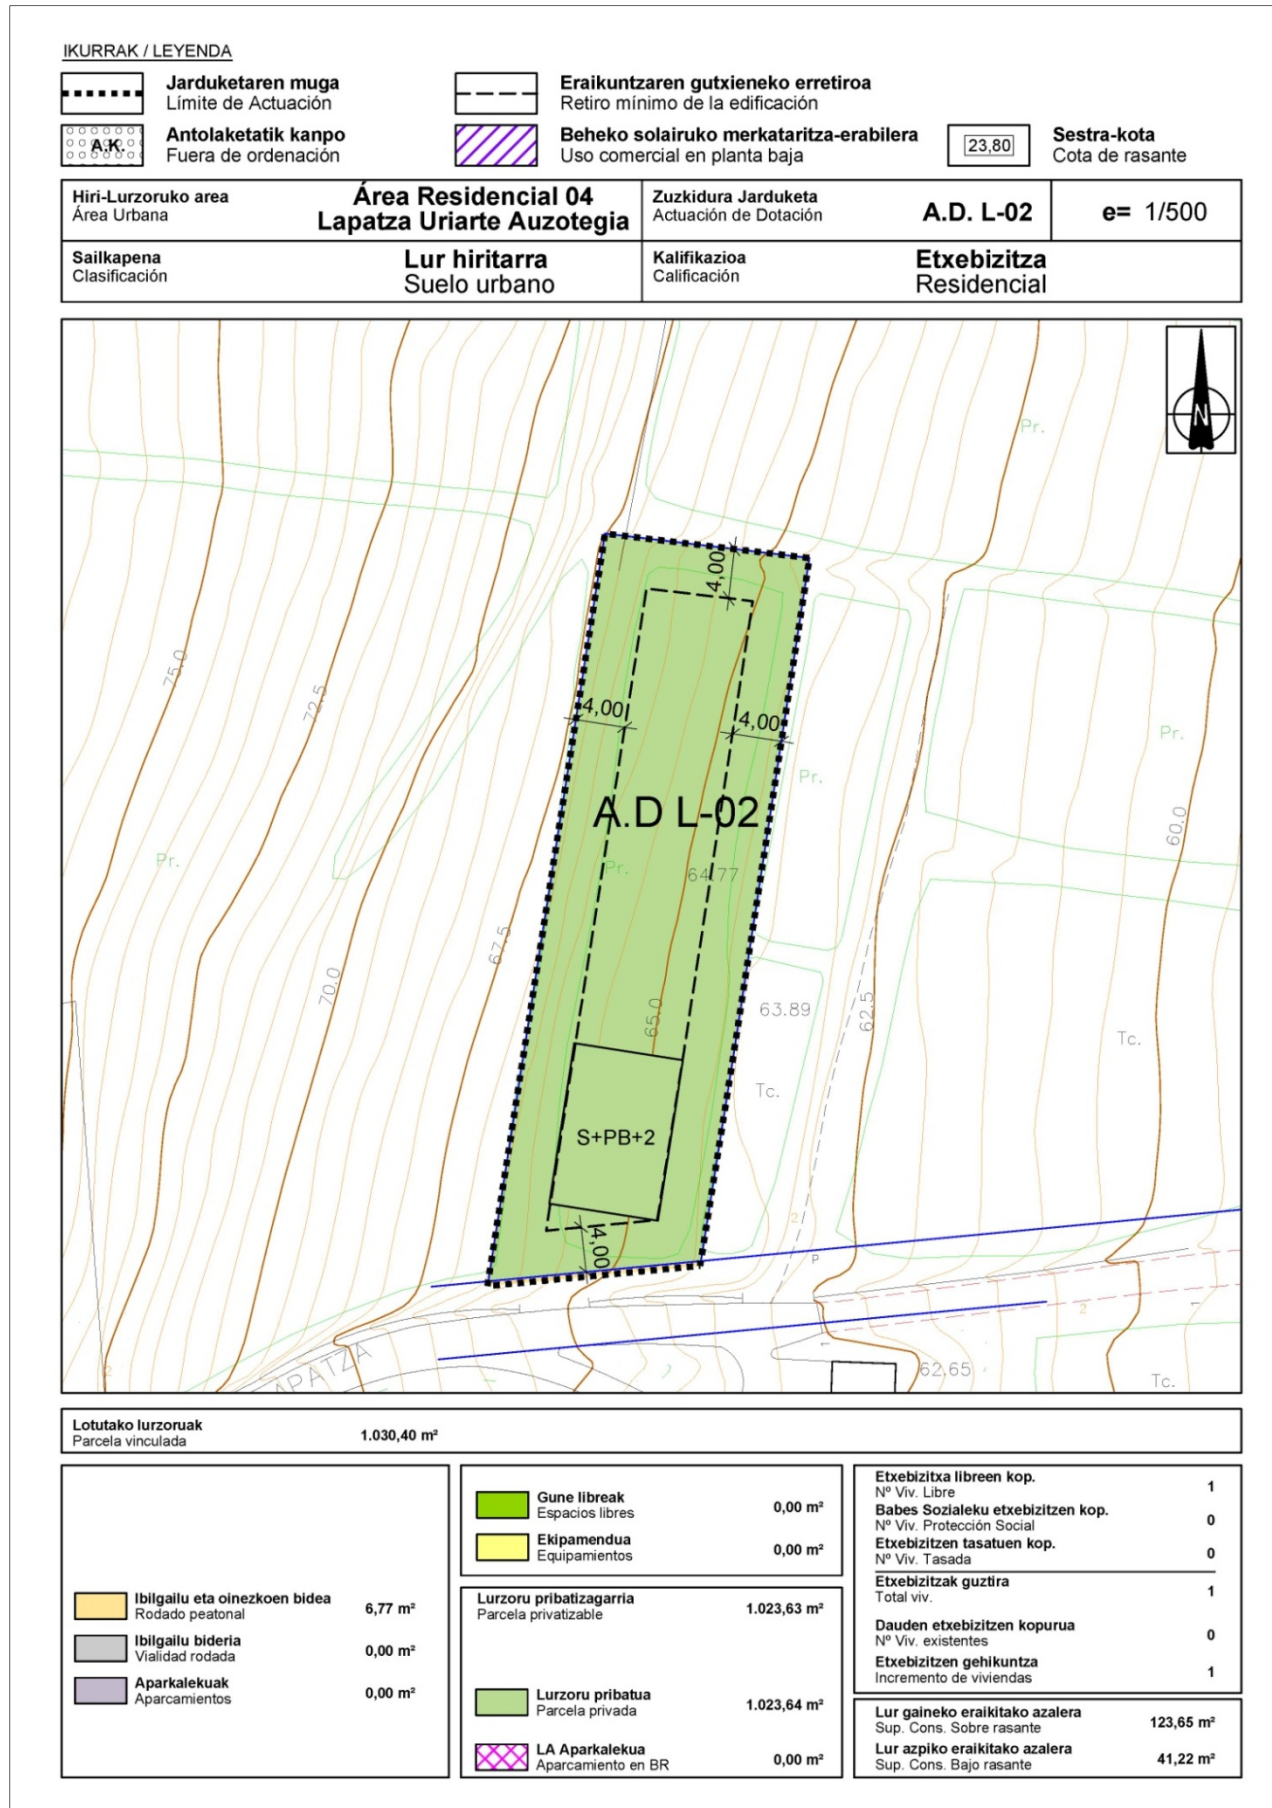 IKURRAK / LEYENDA
Jarduketaren muga
Límite de Actuación
Eraikuntzaren gutxieneko erretiroa
Retiro mínimo de la edificación
A.K.
Antolaketatik kanpo
Fuera de ordenación
Beheko solairuko merkataritza-erabilera
Uso comercial en planta baja
23,80
Sestra-kota
Cota de rasante
Hiri-Lurzoruko area
Área Urbana
Área Residencial 04
Lapatza Uriarte Auzotegia
Zuzkidura Jarduketa
Actuación de Dotación
A.D. L-02
e= 1/500
Sailkapena
Clasificación
Lur hiritarra
Suelo urbano
Kalifikazioa
Calificación
Etxebizitza
Residencial
N
Pr.
4,00
75.0
72.5
4,00
4,00
Pr.
Pr.
A.D L-02
60.0
Pr.
Pr.
64.77
67.5
70.0
65.0
63.89
62.5
Tc.
Tc.
S+PB+2
2
4,00
P
2
1
1
2
APATZA
62.65
Tc.
Lotutako lurzoruak
Parcela vinculada
1.030,40 m²
Ibilgailu eta oinezkoen bidea
Rodado peatonal
6,77 m²
Ibilgailu bideria
Vialidad rodada
0,00 m²
Aparkalekuak
Aparcamientos
0,00 m²
Gune libreak
Espacios libres
0,00 m²
Ekipamendua
Equipamientos
0,00 m²
Lurzoru pribatizagarria
Parcela privatizable
1.023,63 m²
Lurzoru pribatua
Parcela privada
1.023,64 m²
LA Aparkalekua
Aparcamiento en BR
0,00 m²
Etxebizitxa libreen kop.
Nº Viv. Libre
1
Babes Sozialeku etxebizitzen kop.
Nº Viv. Protección Social
0
Etxebizitzen tasatuen kop.
Nº Viv. Tasada
0
Etxebizitzak guztira
Total viv.
1
Dauden etxebizitzen kopurua
Nº Viv. existentes
0
Etxebizitzen gehikuntza
Incremento de viviendas
1
Lur gaineko eraikitako azalera
Sup. Cons. Sobre rasante
123,65 m²
Lur azpiko eraikitako azalera
Sup. Cons. Bajo rasante
41,22 m²